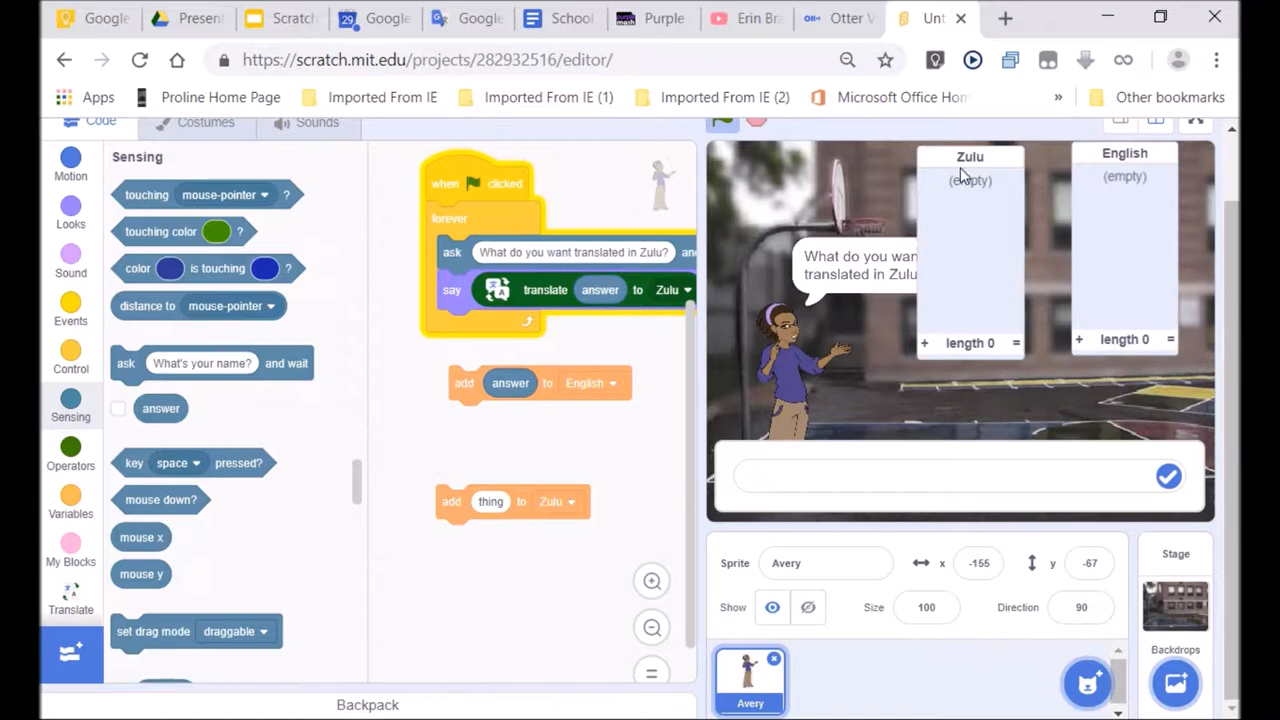 Google
Present
Scratch
29
Google
Google
School
Purple
Erin Bra
Otter V
Unt
https://scratch.mit.edu/projects/282932516/editor/
Apps
Proline Home Page
Imported From IE
Imported From IE (1)
Imported From IE (2)
Microsoft Office Hom
»
Other bookmarks
Code
Costumes
Sounds
Motion
Looks
Sound
Events
Control
Sensing
Operators
Variables
My Blocks
Translate
Sensing
touching mouse-pointer ?
touching color ?
color is touching ?
distance to mouse-pointer
ask What's your name? and wait
answer
key space pressed?
mouse down?
mouse x
mouse y
set drag mode draggable
when clicked
forever
ask What do you want translated in Zulu? and
say translate answer to Zulu
add answer to English
add thing to Zulu
Zulu
(empty)
+ length 0 =
English
(empty)
+ length 0 =
What do you wan
translated in Zulu
Sprite Avery x -155 y -67
Show Size 100 Direction 90
Avery
Stage
Backdrops
Backpack